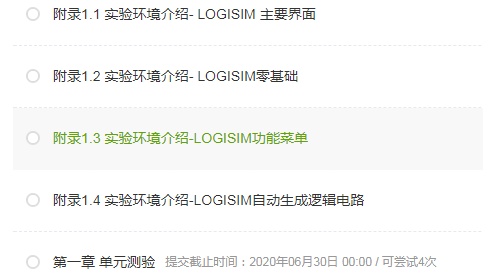 附录1.1 实验环境介绍- LOGISIM 主要界面
附录1.2 实验环境介绍- LOGISIM零基础
附录1.3 实验环境介绍-LOGISIM功能菜单
附录1.4 实验环境介绍-LOGISIM自动生成逻辑电路
第一章 单元测验 提交截止时间：2020年06月30日 00:00 / 可尝试4次